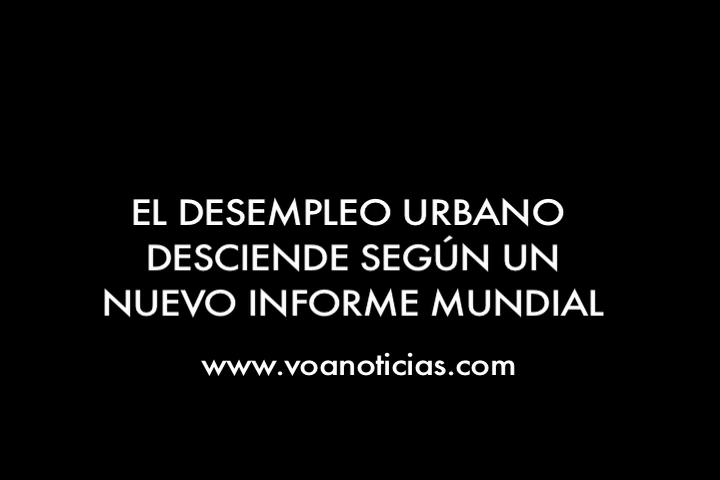 EL DESEMPLEO URBANO
DESCIENDE SEGÚN UN
NUEVO INFORME MUNDIAL
www.voanoticias.com